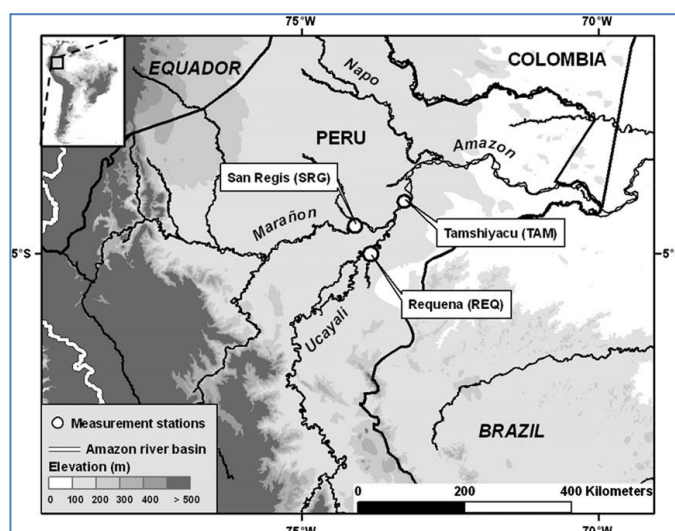 75°W
70°W
EQUADOR
COLOMBIA
Napo
PERU
Amazon
San Regis (SRG)
Marañon
Tamshiyacu (TAM)
5°S
5°
Requena (REQ)
Ucayali
Measurement stations
Amazon river basin
Elevation (m)
0 100 200 300 400 > 500
BRAZIL
0 200 400 Kilometers
75°W
70°W